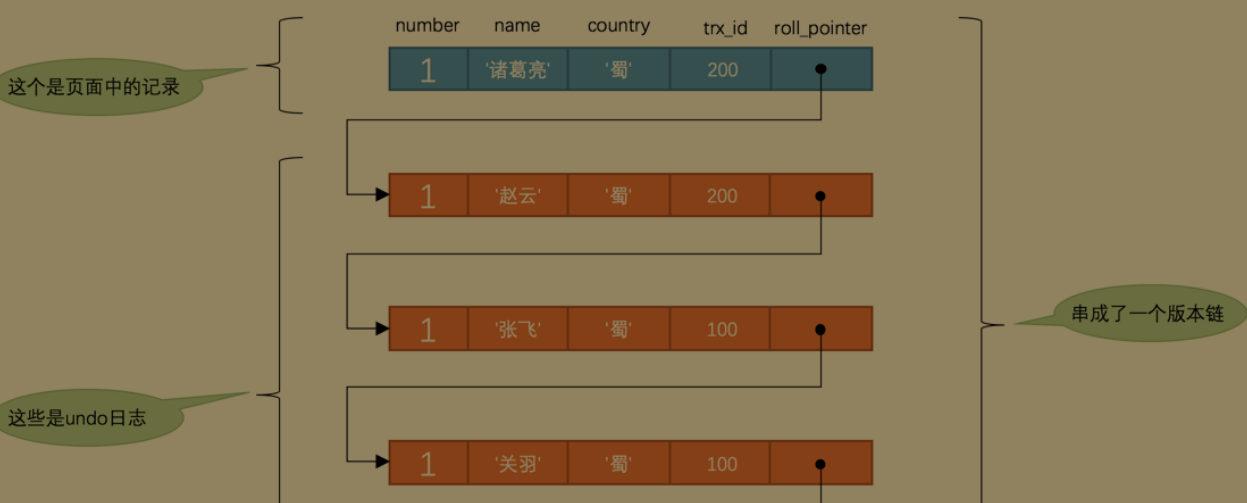 number name country trx_id roll_pointer
1 '诸葛亮' '蜀' 200
这个是页面中的记录
1 '赵云' '蜀' 200
串成了一个版本链
1 '张飞' '蜀' 100
这些是undo日志
1 '关羽' '蜀' 100